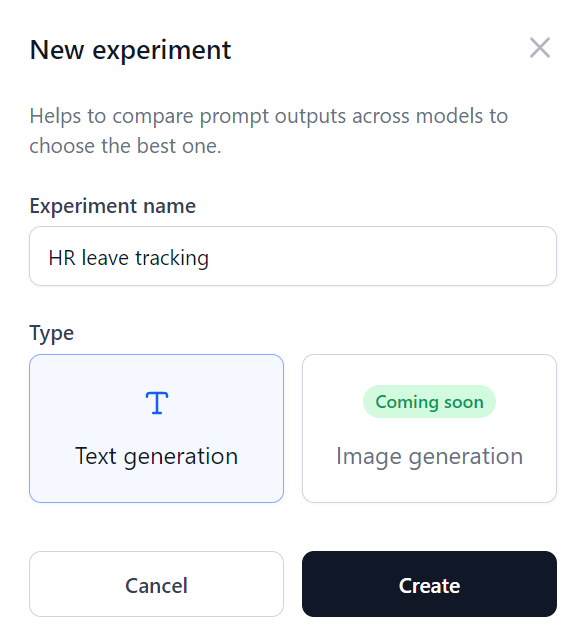 New experiment
Helps to compare prompt outputs across models to
choose the best one.
Experiment name
HR leave tracking
Type
Text generation
Coming soon
Image generation
Cancel
Create